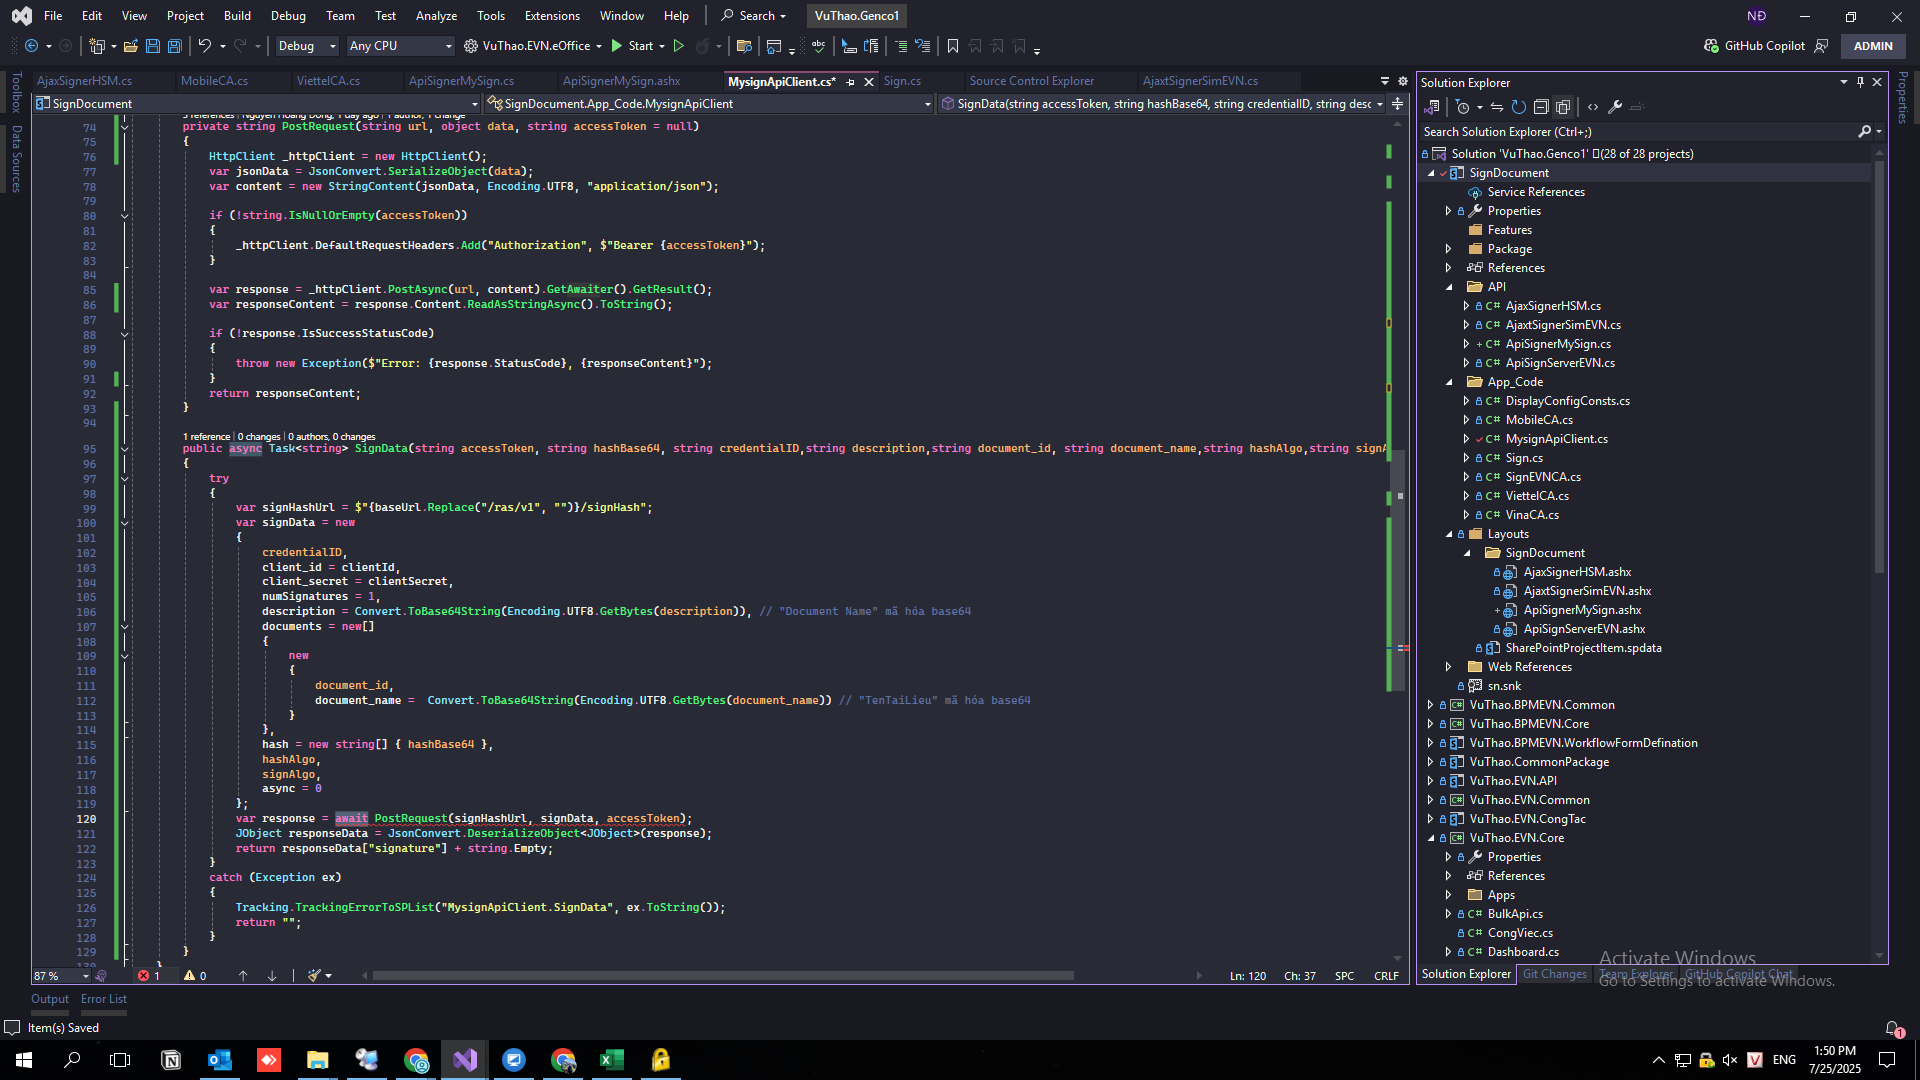 File Edit View Project Build Debug Team Test Analyze Tools Extensions Window Help Search VuThao.Genco1 NĐ
Debug Any CPU VuThao.EVN.eOffice Start GitHub Copilot ADMIN
Toolbox
Data Sources
AjaxSignerHSM.cs MobileCA.cs ViettelCA.cs ApiSignerMySign.cs ApiSignerMySign.ashx MysignApiClient.cs* Sign.cs Source Control Explorer AjaxtSignerSimEVN.cs
SignDocument SignDocument.App_Code.MysignApiClient SignData(string accessToken, string hashBase64, string credentialID, string desc
74 private string PostRequest(string url, object data, string accessToken = null)
75 {
76 HttpClient _httpClient = new HttpClient();
77 var jsonData = JsonConvert.SerializeObject(data);
78 var content = new StringContent(jsonData, Encoding.UTF8, "application/json");
79
80 if (!string.IsNullOrEmpty(accessToken))
81 {
82 _httpClient.DefaultRequestHeaders.Add("Authorization", $"Bearer {accessToken}");
83 }
84
85 var response = _httpClient.PostAsync(url, content).GetAwaiter().GetResult();
86 var responseContent = response.Content.ReadAsStringAsync().ToString();
87
88 if (!response.IsSuccessStatusCode)
89 {
90 throw new Exception($"Error: {response.StatusCode}, {responseContent}");
91 }
92 return responseContent;
93 }
94
1 reference | 0 changes | 0 authors, 0 changes
95 public async Task<string> SignData(string accessToken, string hashBase64, string credentialID,string description,string document_id, string document_name,string hashAlgo,string signA
96 {
97 try
98 {
99 var signHashUrl = $"{baseUrl.Replace("/ras/v1", "")}/signHash";
100 var signData = new
101 {
102 credentialID,
103 client_id = clientId,
104 client_secret = clientSecret,
105 numSignatures = 1,
106 description = Convert.ToBase64String(Encoding.UTF8.GetBytes(description)), // "Document Name" mã hóa base64
107 documents = new[]
108 {
109 new
110 {
111 document_id,
112 document_name = Convert.ToBase64String(Encoding.UTF8.GetBytes(document_name)) // "TenTaiLieu" mã hóa base64
113 }
114 },
115 hash = new string[] { hashBase64 },
116 hashAlgo,
117 signAlgo,
118 async = 0
119 };
120 var response = await PostRequest(signHashUrl, signData, accessToken);
121 JObject responseData = JsonConvert.DeserializeObject<JObject>(response);
122 return responseData["signature"] + string.Empty;
123 }
124 catch (Exception ex)
125 {
126 Tracking.TrackingErrorToSPList("MysignApiClient.SignData", ex.ToString());
127 return "";
128 }
129 }
87 % 1 0 Ln: 120 Ch: 37 SPC CRLF
Output Error List
Item(s) Saved
Solution Explorer
Properties
Search Solution Explorer (Ctrl+;)
Solution 'VuThao.Genco1' (28 of 28 projects)
SignDocument
Service References
Properties
Features
Package
References
API
C# AjaxSignerHSM.cs
C# AjaxtSignerSimEVN.cs
+ C# ApiSignerMySign.cs
C# ApiSignServerEVN.cs
App_Code
C# DisplayConfigConsts.cs
C# MobileCA.cs
C# MysignApiClient.cs
C# Sign.cs
C# SignEVNCA.cs
C# ViettelCA.cs
C# VinaCA.cs
Layouts
SignDocument
AjaxSignerHSM.ashx
AjaxtSignerSimEVN.ashx
+ ApiSignerMySign.ashx
ApiSignServerEVN.ashx
SharePointProjectItem.spdata
Web References
sn.snk
VuThao.BPMEVN.Common
VuThao.BPMEVN.Core
VuThao.BPMEVN.WorkflowFormDefination
VuThao.CommonPackage
VuThao.EVN.API
VuThao.EVN.Common
VuThao.EVN.CongTac
VuThao.EVN.Core
Properties
References
Apps
C# BulkApi.cs
C# CongViec.cs
C# Dashboard.cs
Solution Explorer Git Changes Team Explorer GitHub Copilot Chat
Activate Windows
Go to Settings to activate Windows.
1
ENG
1:50 PM
7/25/2025